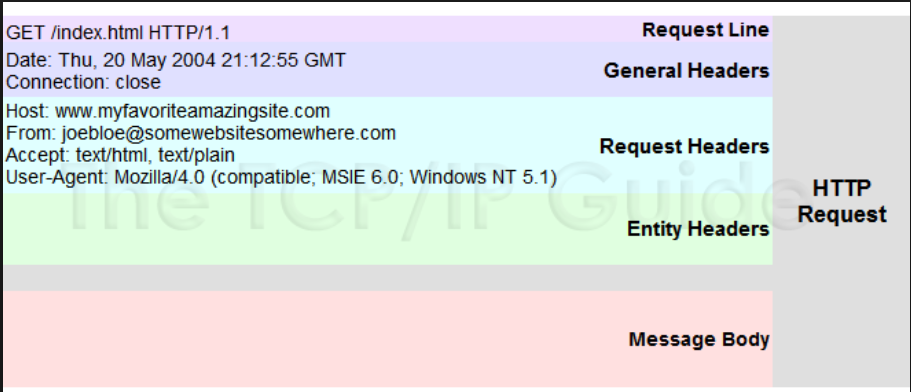 GET /index.html HTTP/1.1
Request Line
Date: Thu, 20 May 2004 21:12:55 GMT
Connection: close
General Headers
Host: www.myfavoriteamazingsite.com
From: joebloe@somewebsitesomewhere.com
Accept: text/html, text/plain
User-Agent: Mozilla/4.0 (compatible; MSIE 6.0; Windows NT 5.1)
Request Headers
The TCP/IP Guide
Entity Headers
Message Body
HTTP
Request